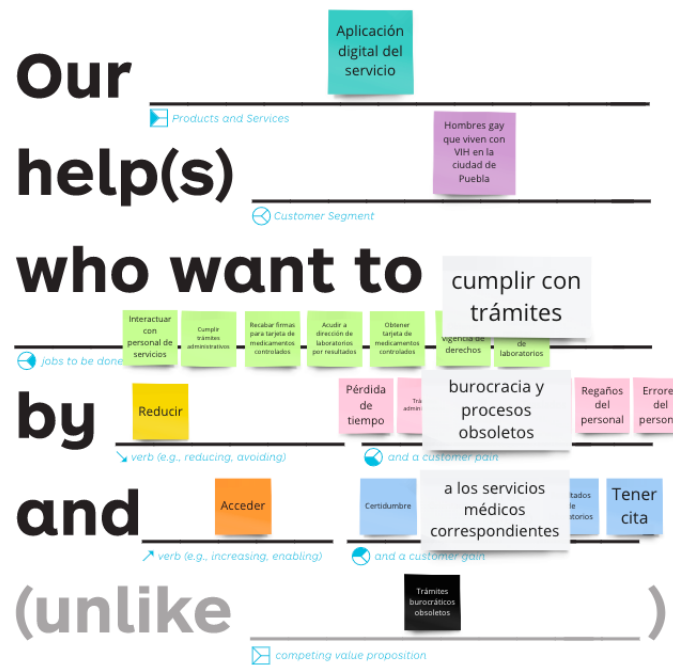 Aplicación
digital del
servicio
Our
Products and Services
Hombres gay
que viven con
VIH en la
ciudad de
Puebla
help(s)
Customer Segment
who want to
cumplir con
trámites
Interactuar
con
personal de
servicios
Cumplir
trámites
administrativos
Recabar firmas
para tarjeta de
medicamentos
controlados
Acudir a
dirección de
laboratorios
por resultados
Obtener
tarjeta de
medicamentos
controlados
vigencia de
derechos
de
laboratorios
jobs to be done
by
Reducir
Pérdida
de
tiempo
burocracia y
procesos
obsoletos
Regaños
del
personal
Errore
del
person
verb (e.g., reducing, avoiding)
and a customer pain
and
Acceder
Certidumbre
a los servicios
médicos
correspondientes
Tener
cita
verb (e.g., increasing, enabling)
and a customer gain
(unlike
Trámites
burocráticos
obsoletos
)
competing value proposition